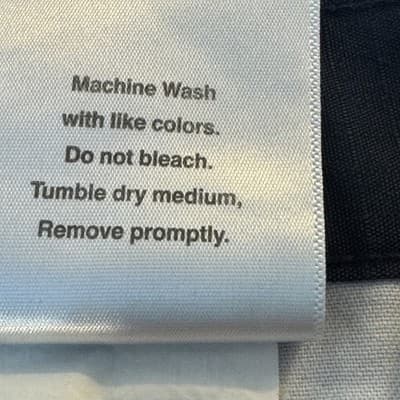 Machine Wash
with like colors.
Do not bleach.
Tumble dry medium,
Remove promptly.